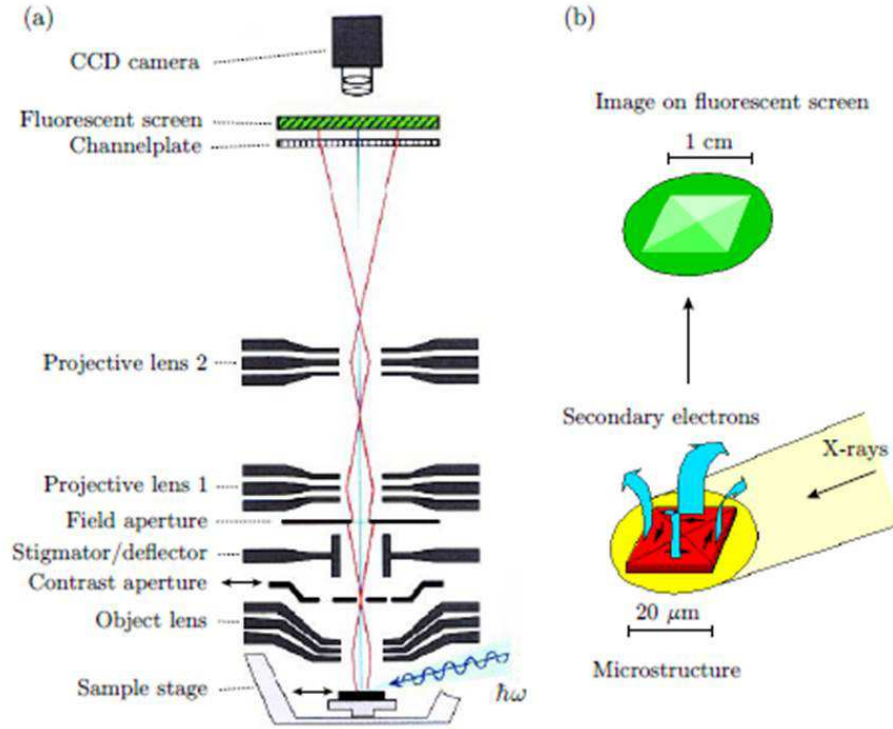 (a)
CCD camera
Fluorescent screen
Channelplate
Projective lens 2
Projective lens 1
Field aperture
Stigmator/deflector
Contrast aperture
Object lens
Sample stage
ħω
(b)
Image on fluorescent screen
1 cm
Secondary electrons
X-rays
20 μm
Microstructure